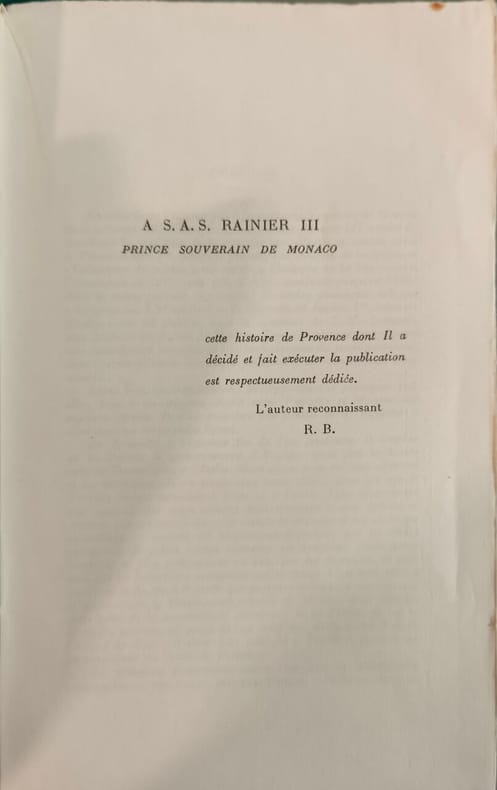 A S. A. S. RAINIER III
PRINCE SOUVERAIN DE MONACO
cette histoire de Provence dont Il a
décidé et fait exécuter la publication
est respectueusement dédiée.
L'auteur reconnaissant
R. B.